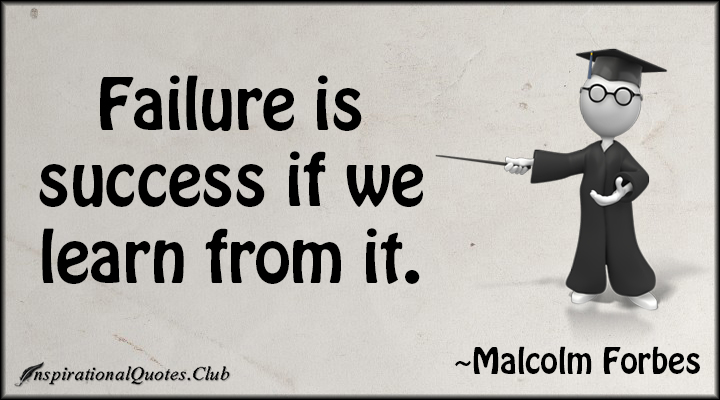 Failure is
success if we
learn from it.
~Malcolm Forbes
InspirationalQuotes.Club